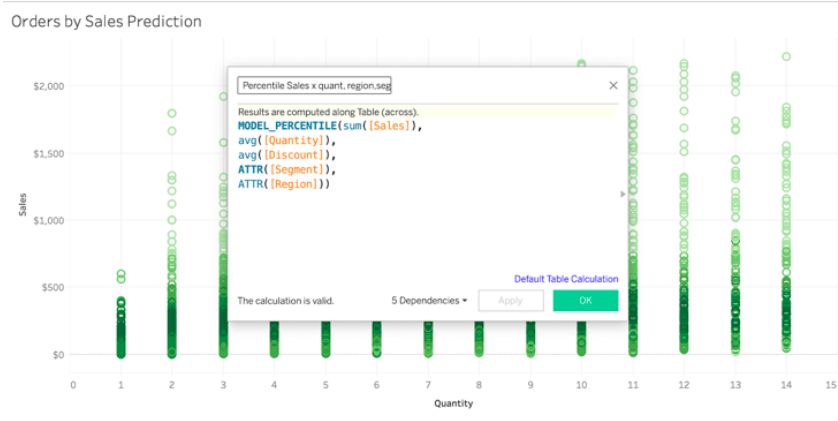 Orders by Sales Prediction
Percentile Sales x quant, region,seg
Results are computed along Table (across).
MODEL_PERCENTILE(sum([Sales]),
avg([Quantity]),
avg([Discount]),
ATTR([Segment]),
ATTR([Region]))
Default Table Calculation
The calculation is valid.
5 Dependencies
Apply
OK
Sales
$2,000
$1,500
$1,000
$500
$0
0 1 2 3 4 5 6 7 8 9 10 11 12 13 14 15
Quantity